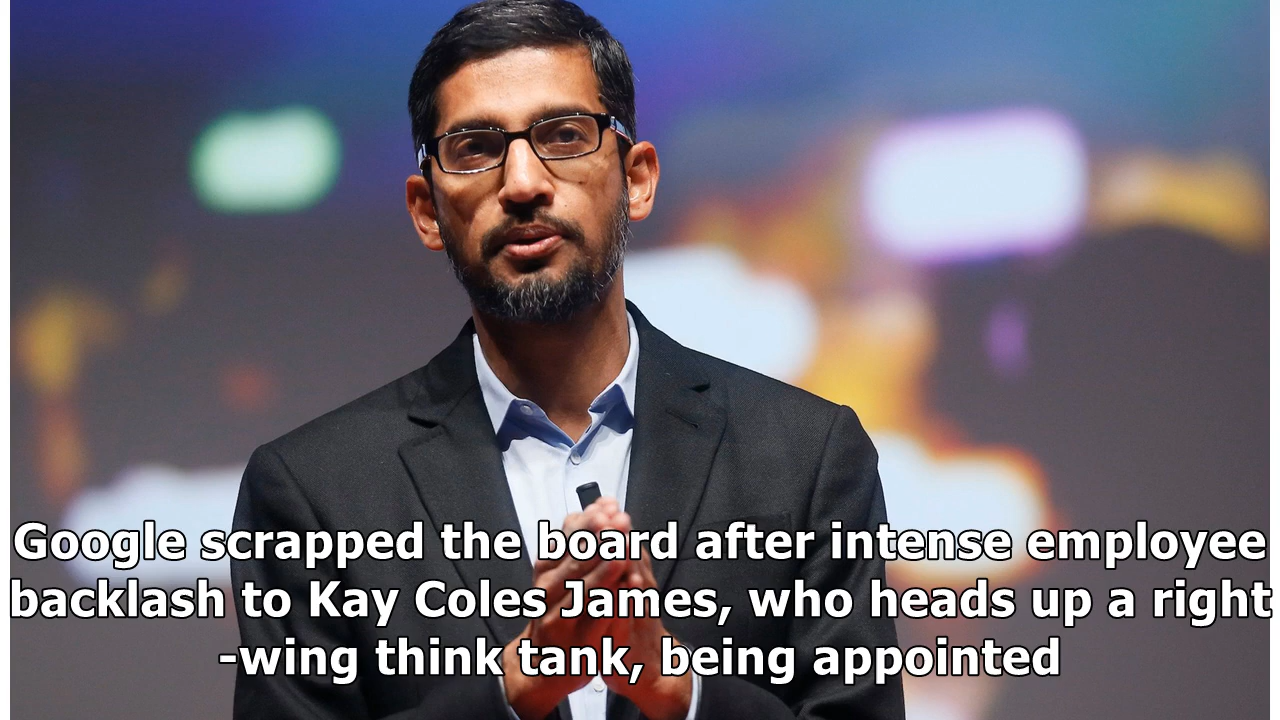 Google scrapped the board after intense employee
backlash to Kay Coles James, who heads up a right
-wing think tank, being appointed